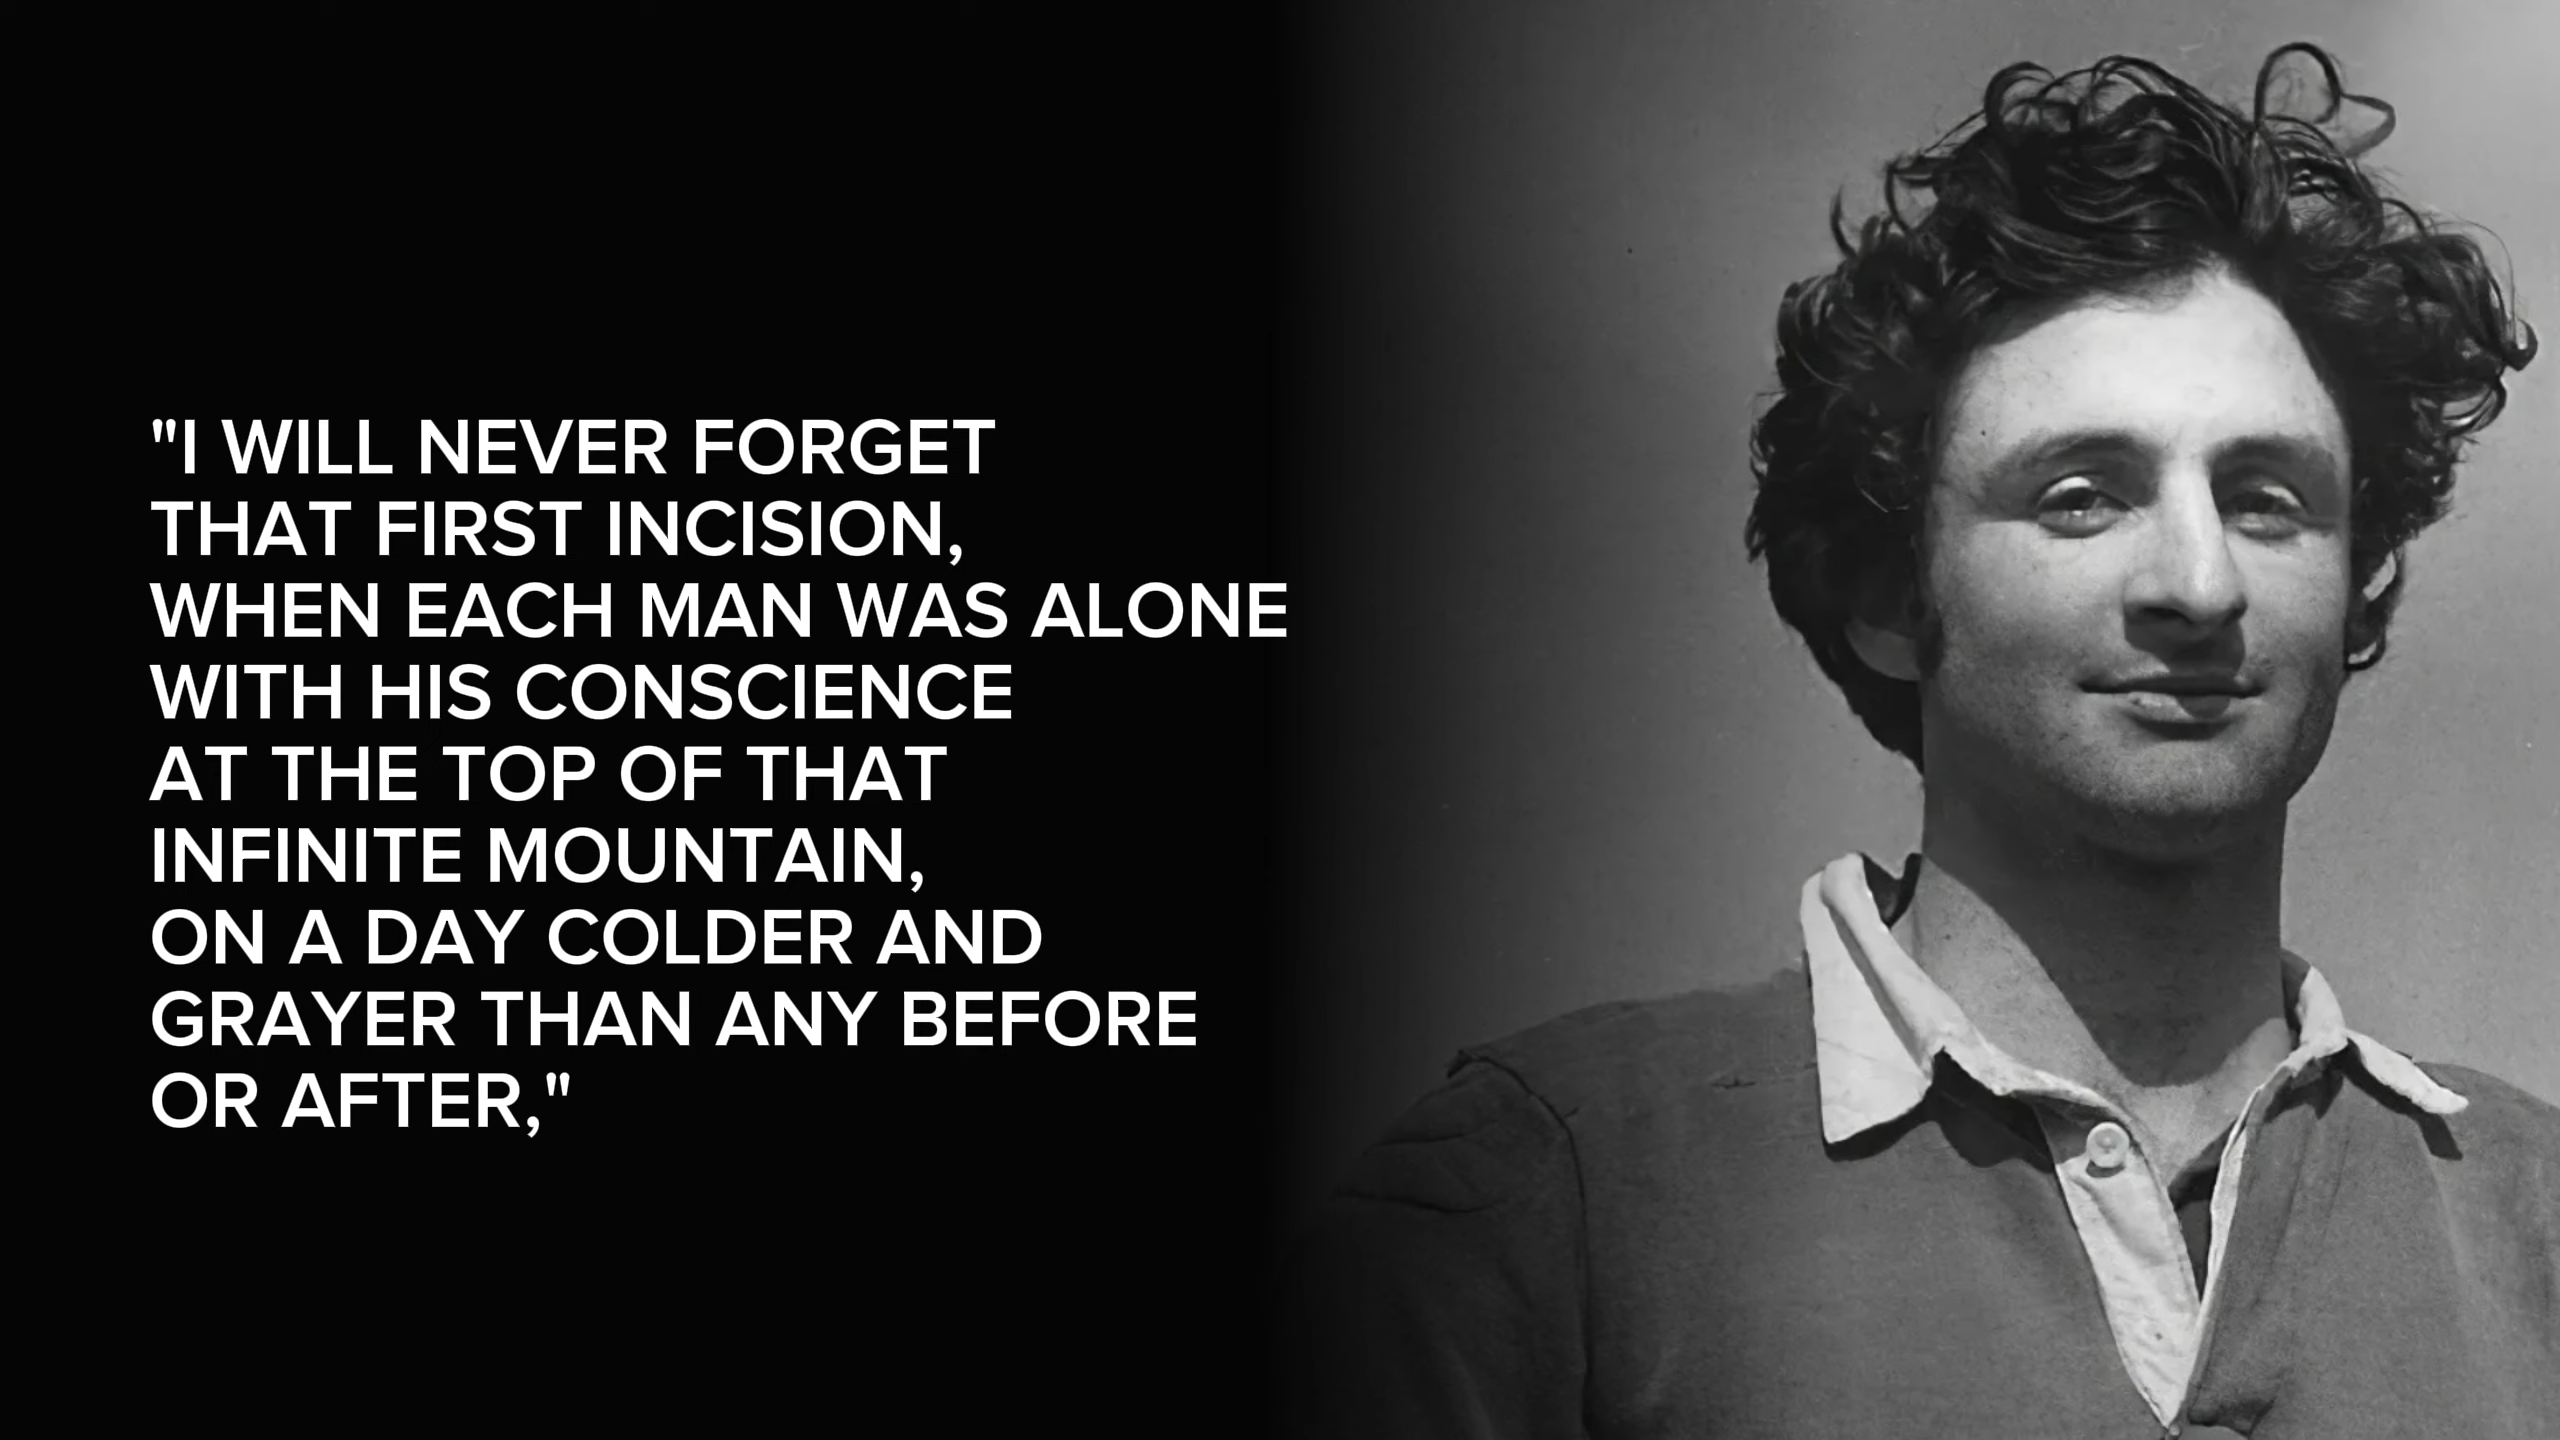 "I WILL NEVER FORGET
THAT FIRST INCISION,
WHEN EACH MAN WAS ALONE
WITH HIS CONSCIENCE
AT THE TOP OF THAT
INFINITE MOUNTAIN,
ON A DAY COLDER AND
GRAYER THAN ANY BEFORE
OR AFTER,"